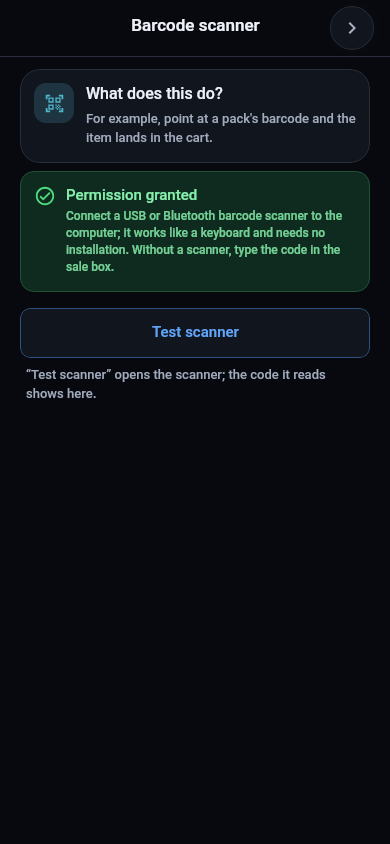 Barcode scanner
What does this do?
For example, point at a pack's barcode and the
item lands in the cart.
Permission granted
Connect a USB or Bluetooth barcode scanner to the
computer; it works like a keyboard and needs no
installation. Without a scanner, type the code in the
sale box.
Test scanner
“Test scanner” opens the scanner; the code it reads
shows here.